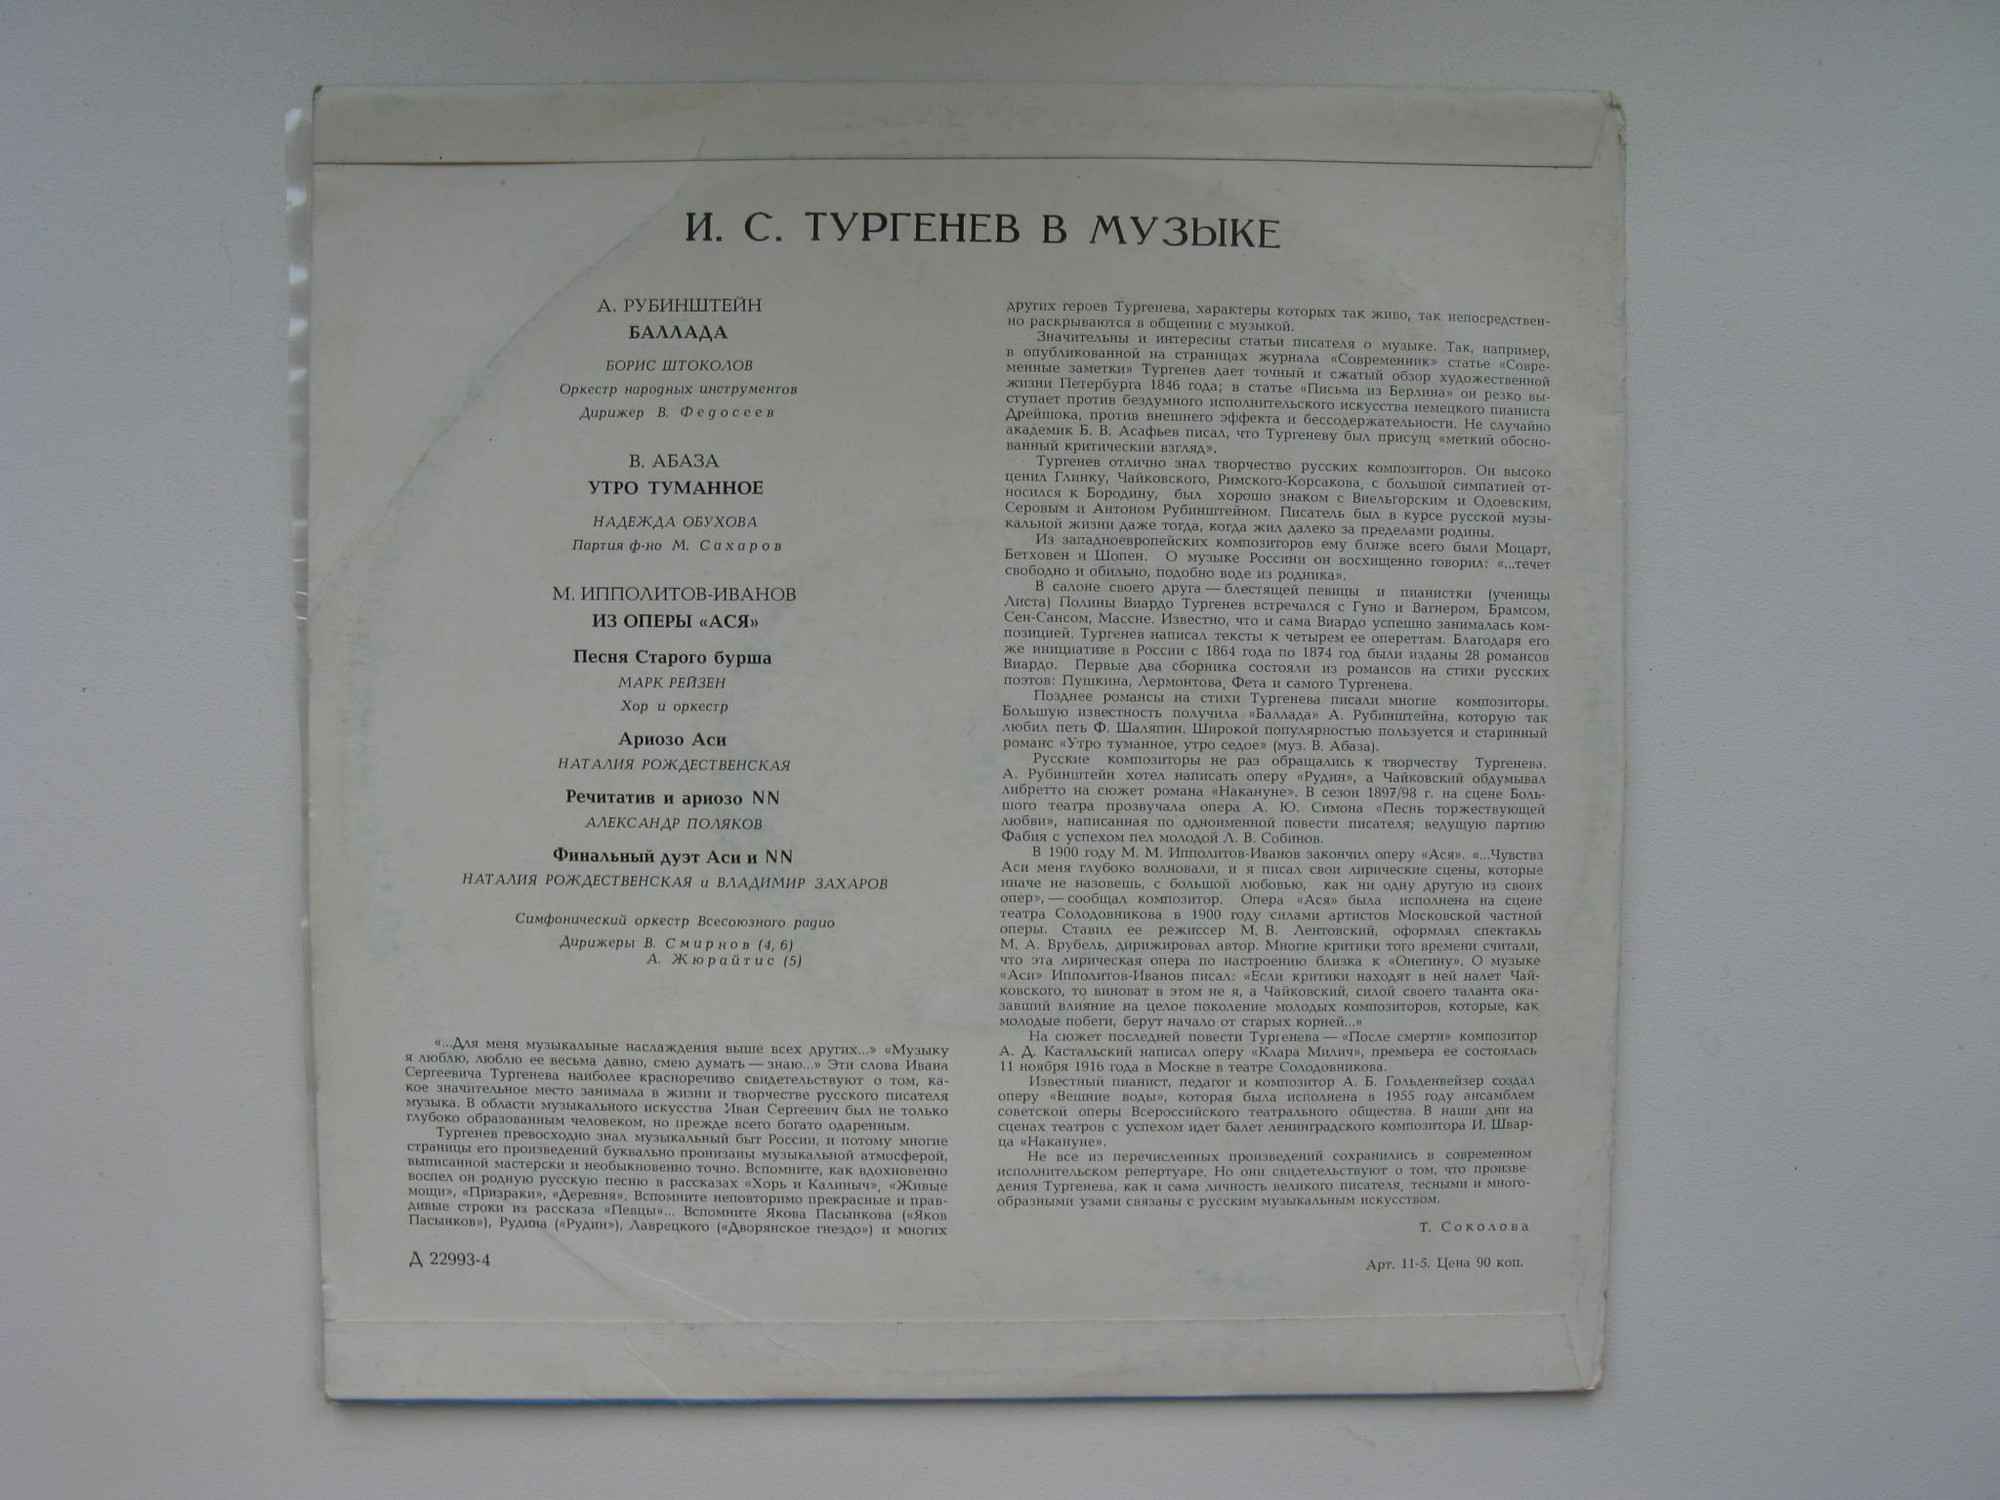 И. С. ТУРГЕНЕВ В МУЗЫКЕ
А. РУБИНШТЕЙН
БАЛЛАДА
БОРИС ШТОКОЛОВ
Оркестр народных инструментов
Дирижер В. Федосеев
В. АБАЗА
УТРО ТУМАННОЕ
НАДЕЖДА ОБУХОВА
Партия ф-но М. Сахаров
М. ИППОЛИТОВ-ИВАНОВ
ИЗ ОПЕРЫ «АСЯ»
Песня Старого бурша
МАРК РЕЙЗЕН
Хор и оркестр
Ариозо Аси
НАТАЛИЯ РОЖДЕСТВЕНСКАЯ
Речитатив и ариозо NN
АЛЕКСАНДР ПОЛЯКОВ
Финальный дуэт Аси и NN
НАТАЛИЯ РОЖДЕСТВЕНСКАЯ и ВЛАДИМИР ЗАХАРОВ
Симфонический оркестр Всесоюзного радио
Дирижеры В. Смирнов (4, 6)
А. Жюрайтис (5)
«...Для меня музыкальные наслаждения выше всех других...» «Музыку
я люблю, люблю ее весьма давно, смею думать — знаю...» Эти слова Ивана
Сергеевича Тургенева наиболее красноречиво свидетельствуют о том, ка-
кое значительное место занимала в жизни и творчестве русского писателя
музыка. В области музыкального искусства Иван Сергеевич был не только
глубоко образованным человеком, но прежде всего богато одаренным.
Тургенев превосходно знал музыкальный быт России, и потому многие
страницы его произведений буквально пронизаны музыкальной атмосферой,
выписанной мастерски и необыкновенно точно. Вспомните, как вдохновенно
воспел он родную русскую песню в рассказах «Хорь и Калиныч», «Живые
мощи», «Призраки», «Деревня». Вспомните неповторимо прекрасные и прав-
дивые строки из рассказа «Певцы»... Вспомните Якова Пасынкова («Яков
Пасынков»), Рудина («Рудин»), Лаврецкого («Дворянское гнездо») и многих
Д 22993-4
других героев Тургенева, характеры которых так живо, так непосредствен-
но раскрываются в общении с музыкой.
Значительны и интересны статьи писателя о музыке. Так, например,
в опубликованной на страницах журнала «Современник» статье «Совре-
менные заметки» Тургенев дает точный и сжатый обзор художественной
жизни Петербурга 1846 года; в статье «Письма из Берлина» он резко вы-
ступает против бездумного исполнительского искусства немецкого пианиста
Дрейшока, против внешнего эффекта и бессодержательности. Не случайно
академик Б. В. Асафьев писал, что Тургеневу был присущ «меткий обосно-
ванный критический взгляд».
Тургенев отлично знал творчество русских композиторов. Он высоко
ценил Глинку, Чайковского, Римского-Корсакова, с большой симпатией от-
носился к Бородину, был хорошо знаком с Виельгорским и Одоевским,
Серовым и Антоном Рубинштейном. Писатель был в курсе русской музы-
кальной жизни даже тогда, когда жил далеко за пределами родины.
Из западноевропейских композиторов ему ближе всего были Моцарт,
Бетховен и Шопен. О музыке Россини он восхищенно говорил: «...течет
свободно и обильно, подобно воде из родника».
В салоне своего друга — блестящей певицы и пианистки (ученицы
Листа) Полины Виардо Тургенев встречался с Гуно и Вагнером, Брамсом,
Сен-Сансом, Массне. Известно, что и сама Виардо успешно занималась ком-
позицией. Тургенев написал тексты к четырем ее опереттам. Благодаря его
же инициативе в России с 1864 года по 1874 год были изданы 28 романсов
Виардо. Первые два сборника состояли из романсов на стихи русских
поэтов: Пушкина, Лермонтова, Фета и самого Тургенева.
Позднее романсы на стихи Тургенева писали многие композиторы.
Большую известность получила «Баллада» А. Рубинштейна, которую так
любил петь Ф. Шаляпин. Широкой популярностью пользуется и старинный
романс «Утро туманное, утро седое» (муз. В. Абаза).
Русские композиторы не раз обращались к творчеству Тургенева.
А. Рубинштейн хотел написать оперу «Рудин», а Чайковский обдумывал
либретто на сюжет романа «Накануне». В сезон 1897/98 г. на сцене Боль-
шого театра прозвучала опера А. Ю. Симона «Песнь торжествующей
любви», написанная по одноименной повести писателя; ведущую партию
Фабия с успехом пел молодой Л. В. Собинов.
В 1900 году М. М. Ипполитов-Иванов закончил оперу «Ася». «...Чувства
Аси меня глубоко волновали, и я писал свои лирические сцены, которые
иначе не назовешь, с большой любовью, как ни одну другую из своих
опер», — сообщал композитор. Опера «Ася» была исполнена на сцене
театра Солодовникова в 1900 году силами артистов Московской частной
оперы. Ставил ее режиссер М. В. Лентовский, оформлял спектакль
М. А. Врубель, дирижировал автор. Многие критики того времени считали,
что эта лирическая опера по настроению близка к «Онегину». О музыке
«Аси» Ипполитов-Иванов писал: «Если критики находят в ней налет Чай-
ковского, то виноват в этом не я, а Чайковский, силой своего таланта ока-
завший влияние на целое поколение молодых композиторов, которые, как
молодые побеги, берут начало от старых корней...»
На сюжет последней повести Тургенева — «После смерти» композитор
А. Д. Кастальский написал оперу «Клара Милич», премьера ее состоялась
11 ноября 1916 года в Москве в театре Солодовникова.
Известный пианист, педагог и композитор А. Б. Гольденвейзер создал
оперу «Вешние воды», которая была исполнена в 1955 году ансамблем
советской оперы Всероссийского театрального общества. В наши дни на
сценах театров с успехом идет балет ленинградского композитора И. Швар-
ца «Накануне».
Не все из перечисленных произведений сохранились в современном
исполнительском репертуаре. Но они свидетельствуют о том, что произве-
дения Тургенева, как и сама личность великого писателя, тесными и много-
образными узами связаны с русским музыкальным искусством.
Т. Соколова
Арт. 11-5. Цена 90 коп.